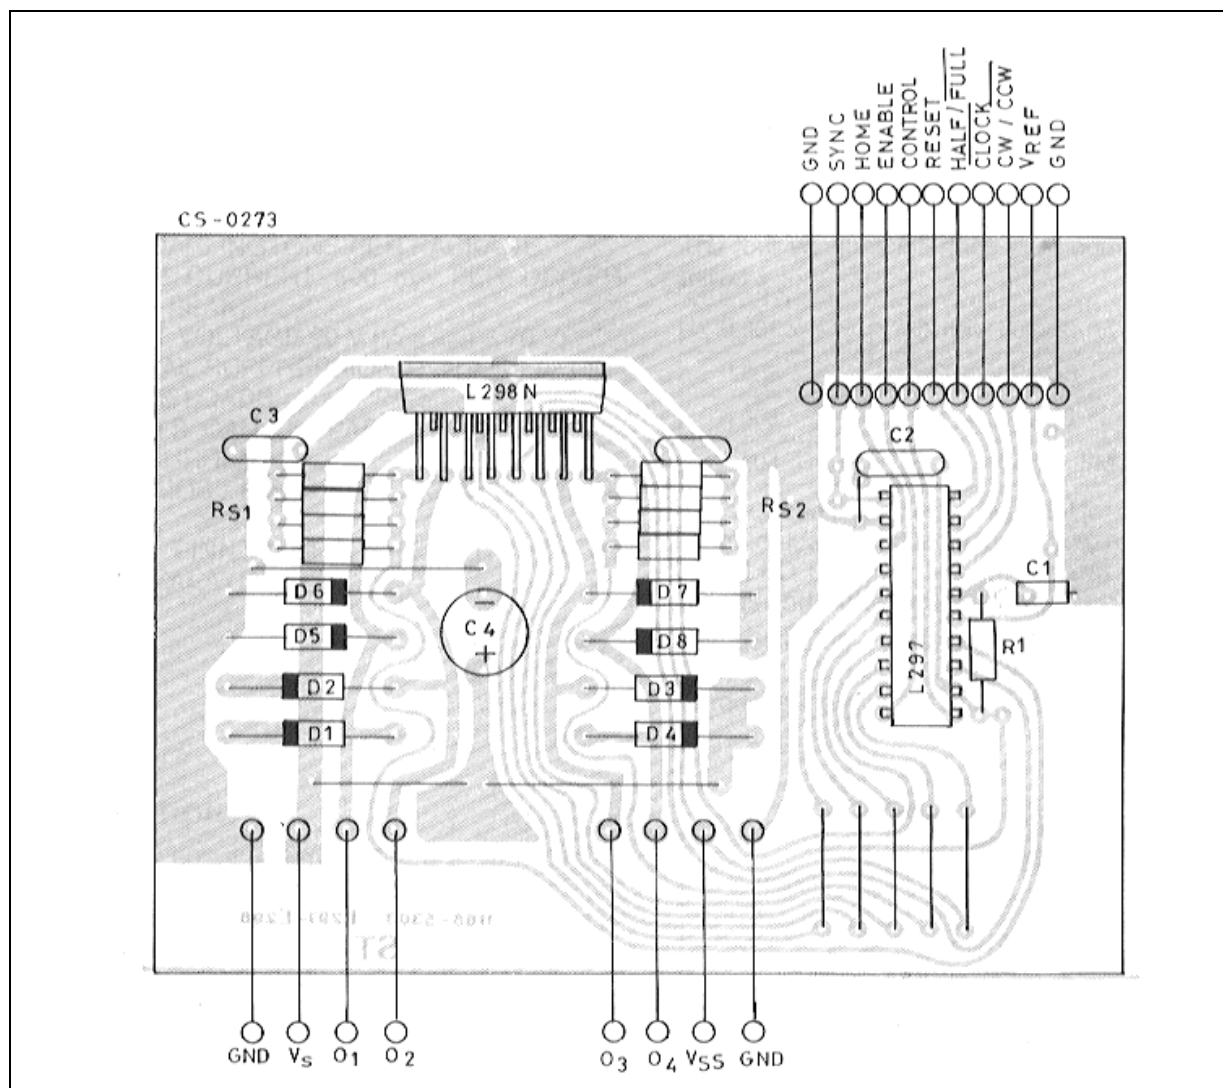 GND
SYNC
HOME
ENABLE
CONTROL
RESET
HALF/FULL
CLOCK
CW / CCW
VREF
GND
CS-0273
L298N
C3
C2
RS1
RS2
C1
D6
D7
C4
D5
D8
R1
L297
D2
D3
D1
D4
ST
GND
VS
O1
O2
O3
O4
VSS
GND